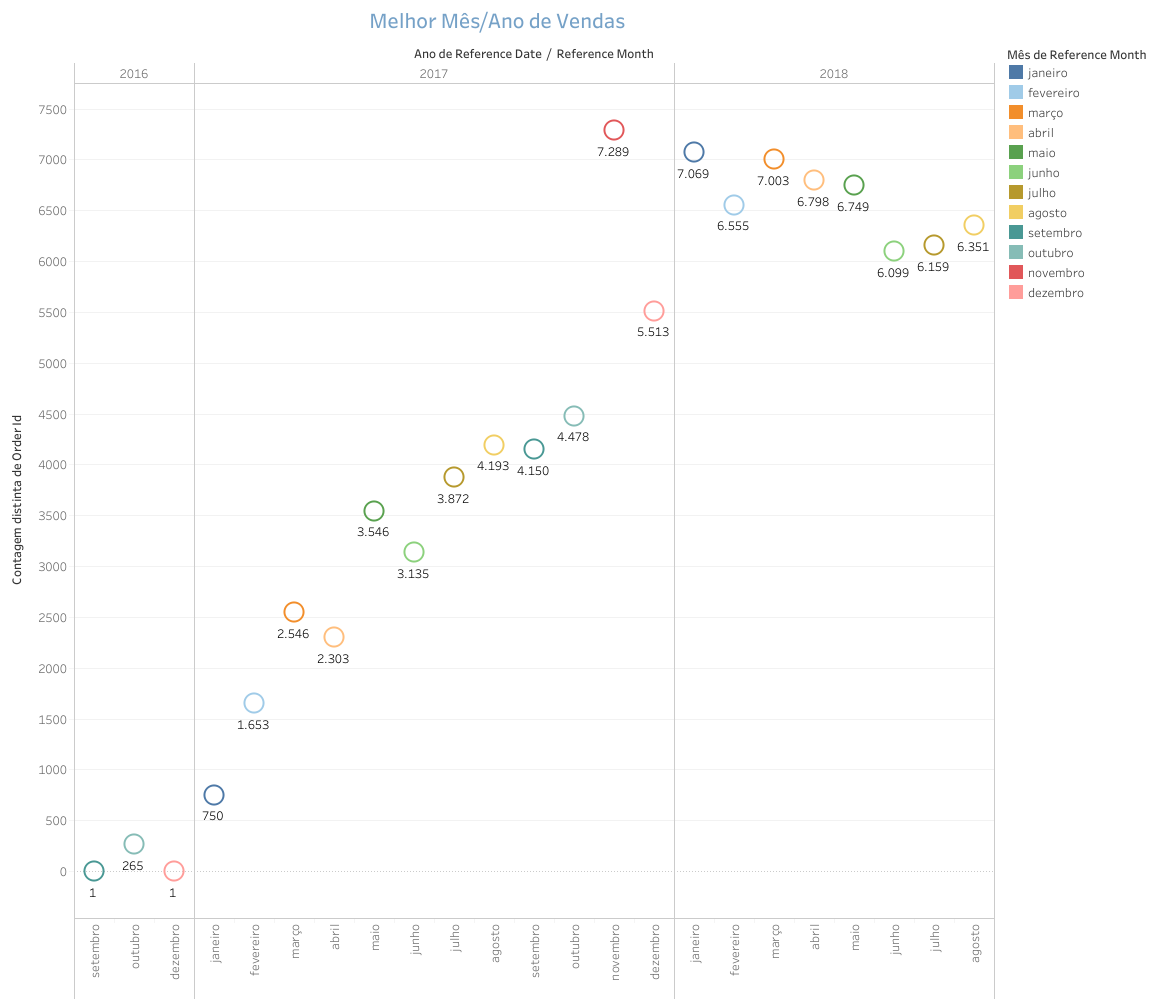 Melhor Mês/Ano de Vendas
Ano de Reference Date / Reference Month
2016 2017 2018
Mês de Reference Month
janeiro
fevereiro
março
abril
maio
junho
julho
agosto
setembro
outubro
novembro
dezembro
Contagem distinta de Order Id
7500
7000
6500
6000
5500
5000
4500
4000
3500
3000
2500
2000
1500
1000
500
0
1
265
1
750
1.653
2.546
2.303
3.546
3.135
3.872
4.193
4.150
4.478
7.289
5.513
7.069
6.555
7.003
6.798
6.749
6.099
6.159
6.351
setembro
outubro
dezembro
janeiro
fevereiro
março
abril
maio
junho
julho
agosto
setembro
outubro
novembro
dezembro
janeiro
fevereiro
março
abril
maio
junho
julho
agosto